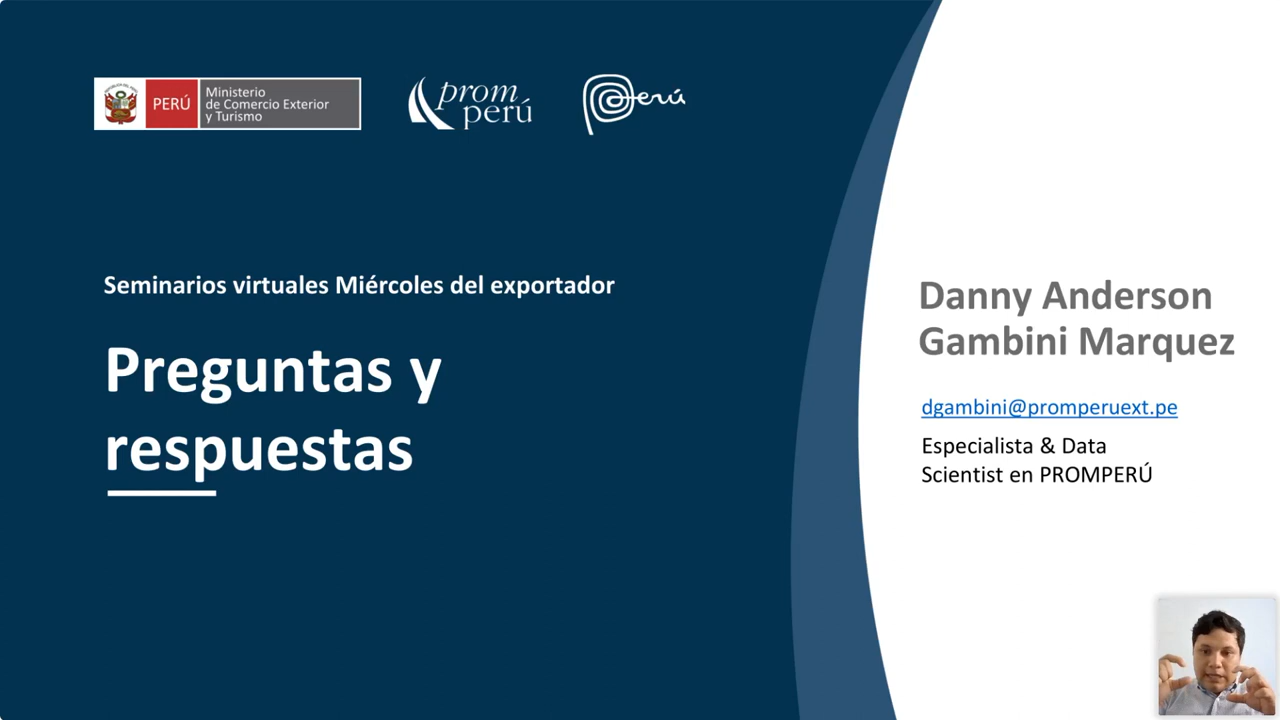 PERÚ
Ministerio
de Comercio Exterior
y Turismo
prom
perú
Perú
Seminarios virtuales Miércoles del exportador
Preguntas y
respuestas
Danny Anderson
Gambini Marquez
dgambini@promperuext.pe
Especialista & Data
Scientist en PROMPERÚ